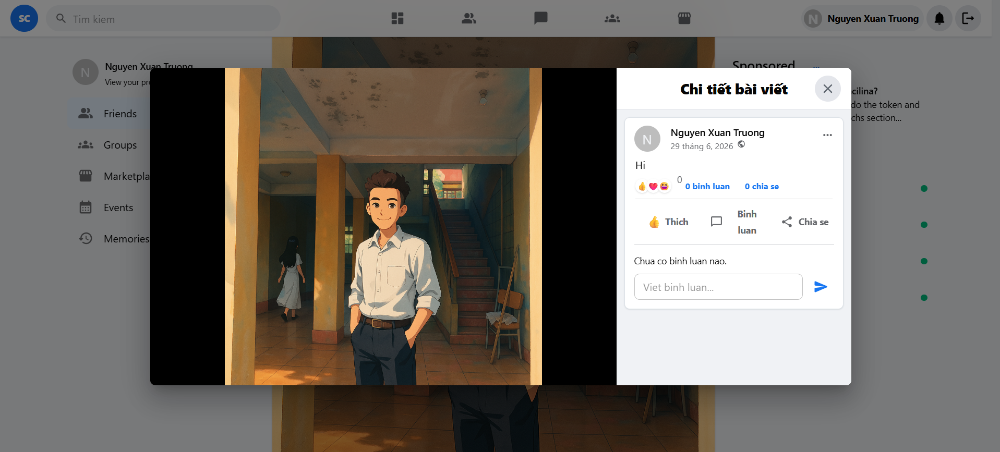 SC
Tim kiem
N
Nguyen Xuan Truong
N
Nguyen Xuan Truong
View your
Friends
Groups
Events
Memories
Sponsored
cilina?
do the token and
chs section...
Chi tiết bài viết
N
Nguyen Xuan Truong
29 tháng 6, 2026
Hi
0
0 binh luan
0 chia se
Thich
Binh
luan
Chia se
Chua co binh luan nao.
Viet binh luan...